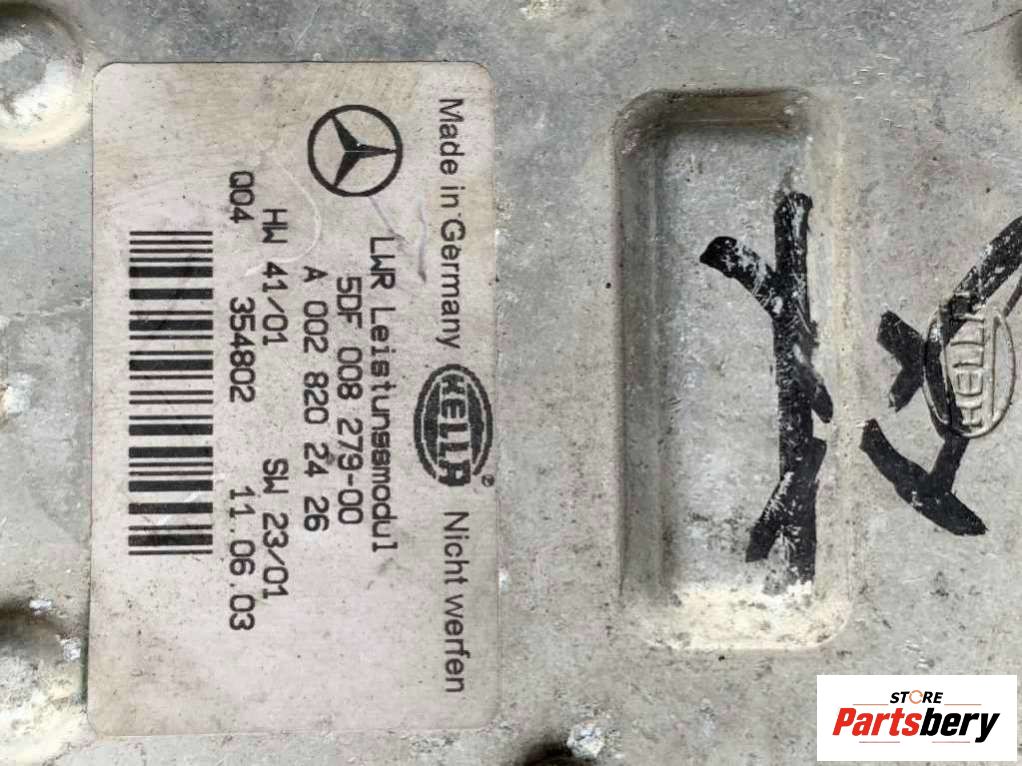 Made in Germany HELLA® Nicht werfen
LWR Leistungsmodul
5DF 008 279-00
A 002 820 24 26
HW 41/01 SW 23/01
Q04 354802 11.06.03
HELLA
STORE
Partsbery